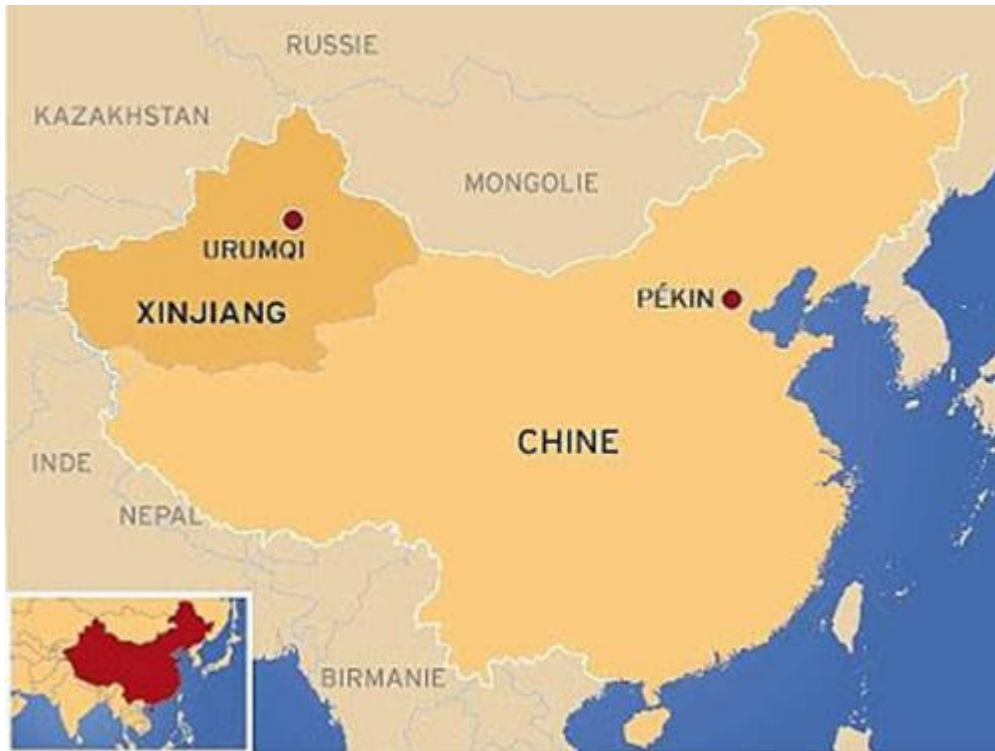 RUSSIE
KAZAKHSTAN
MONGOLIE
URUMQI
XINJIANG
PÉKIN
CHINE
INDE
NEPAL
BIRMANIE